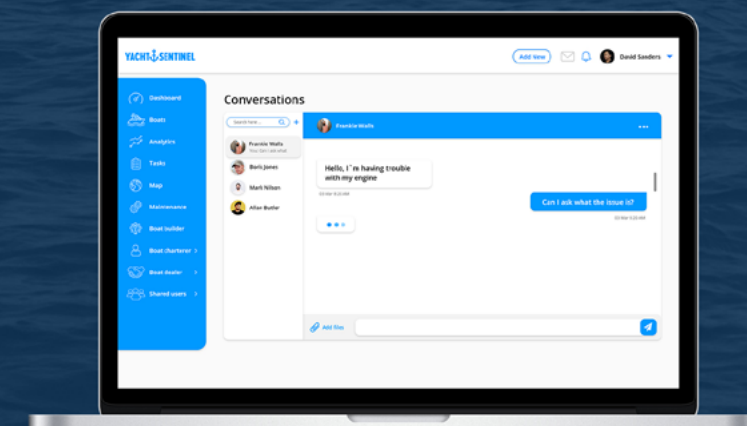 YACHT SENTINEL
Add New
David Sanders
Dashboard
Boats
Analytics
Tasks
Map
Maintenance
Boat builder
Boat charterer
Boat dealer
Shared users
Conversations
Search here ...
Frankie Walls
Boris Jones
Mark Nilson
Allan Butler
Frankie Walls
Hello, I´m having trouble
with my engine
Can I ask what the issue is?
Add files